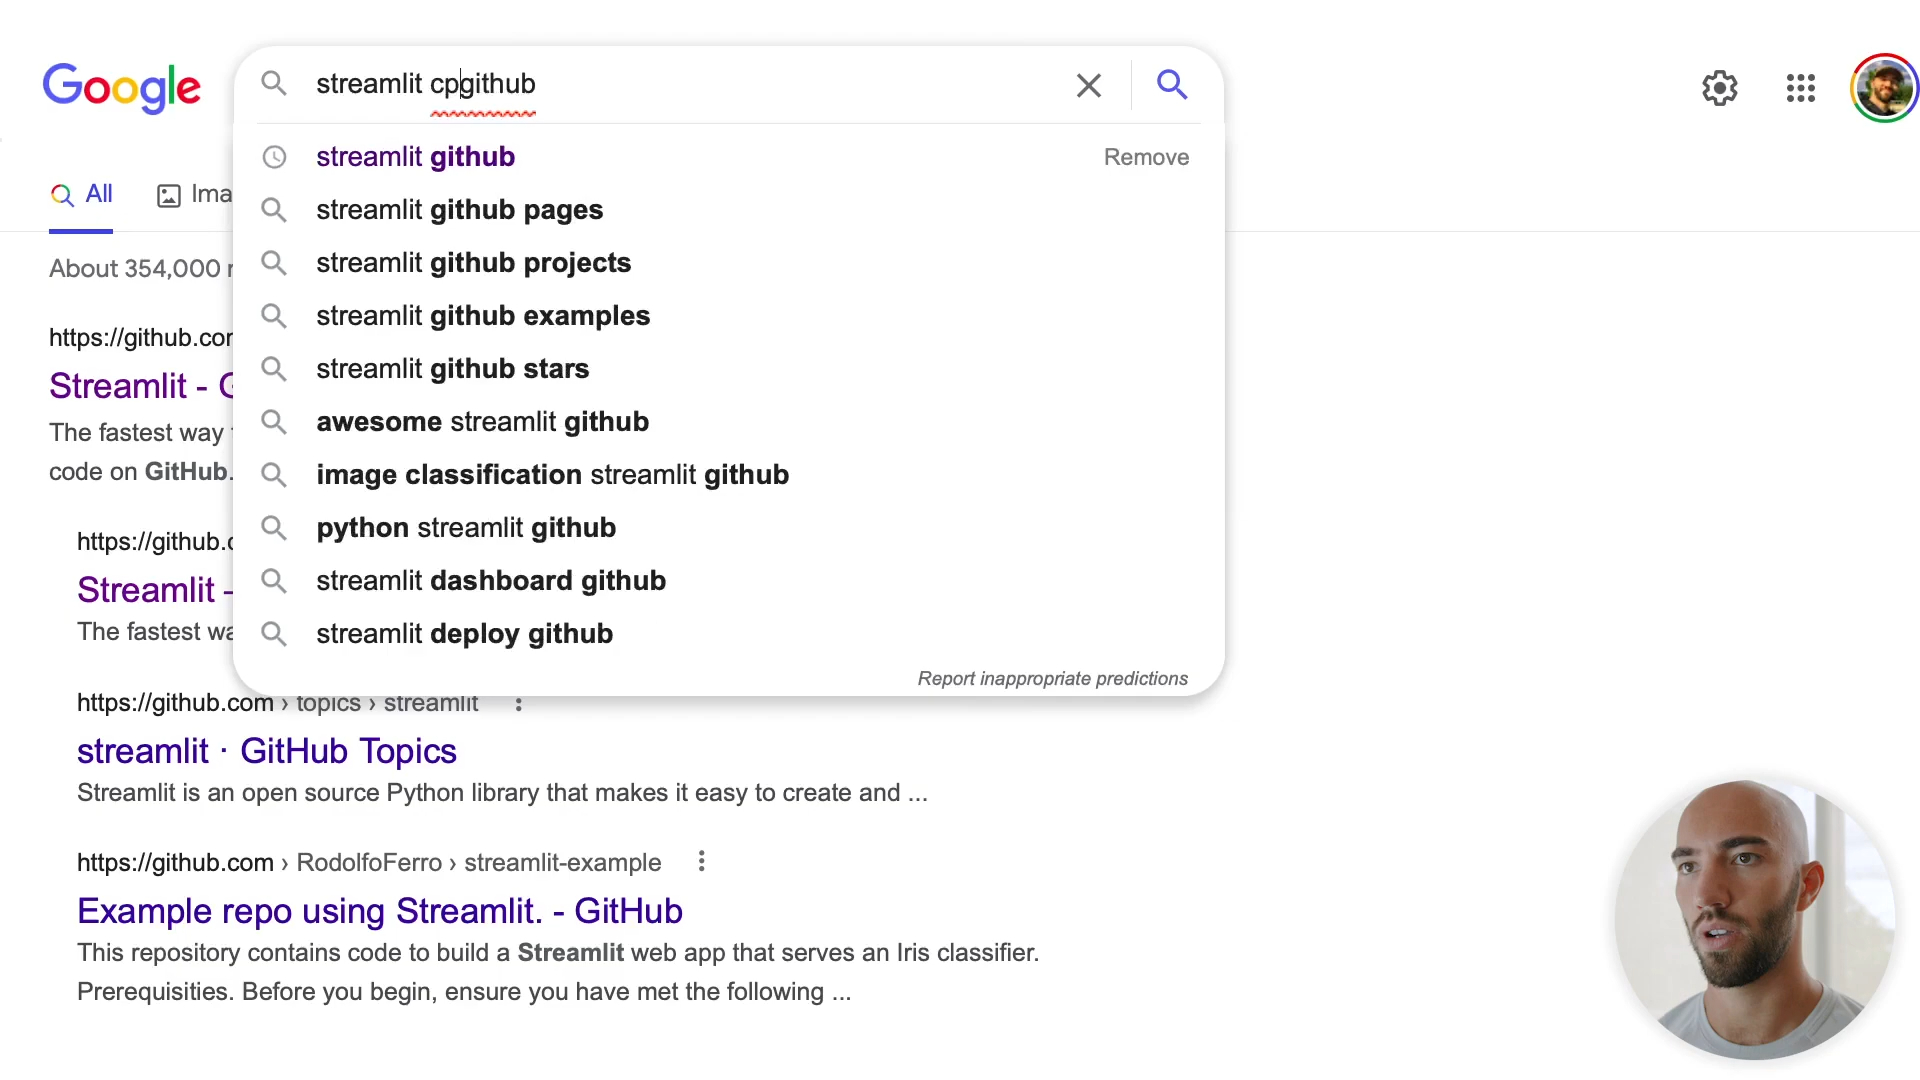 Google
streamlit cpgithub
streamlit github
Remove
streamlit github pages
streamlit github projects
streamlit github examples
streamlit github stars
awesome streamlit github
image classification streamlit github
python streamlit github
streamlit dashboard github
streamlit deploy github
Report inappropriate predictions
All
Ima
About 354,000 r
https://github.cor
Streamlit - G
The fastest way
code on GitHub.
https://github.c
Streamlit -
The fastest wa
https://github.com › topics › streamlit
streamlit · GitHub Topics
Streamlit is an open source Python library that makes it easy to create and ...
https://github.com › RodolfoFerro › streamlit-example
Example repo using Streamlit. - GitHub
This repository contains code to build a Streamlit web app that serves an Iris classifier.
Prerequisities. Before you begin, ensure you have met the following ...